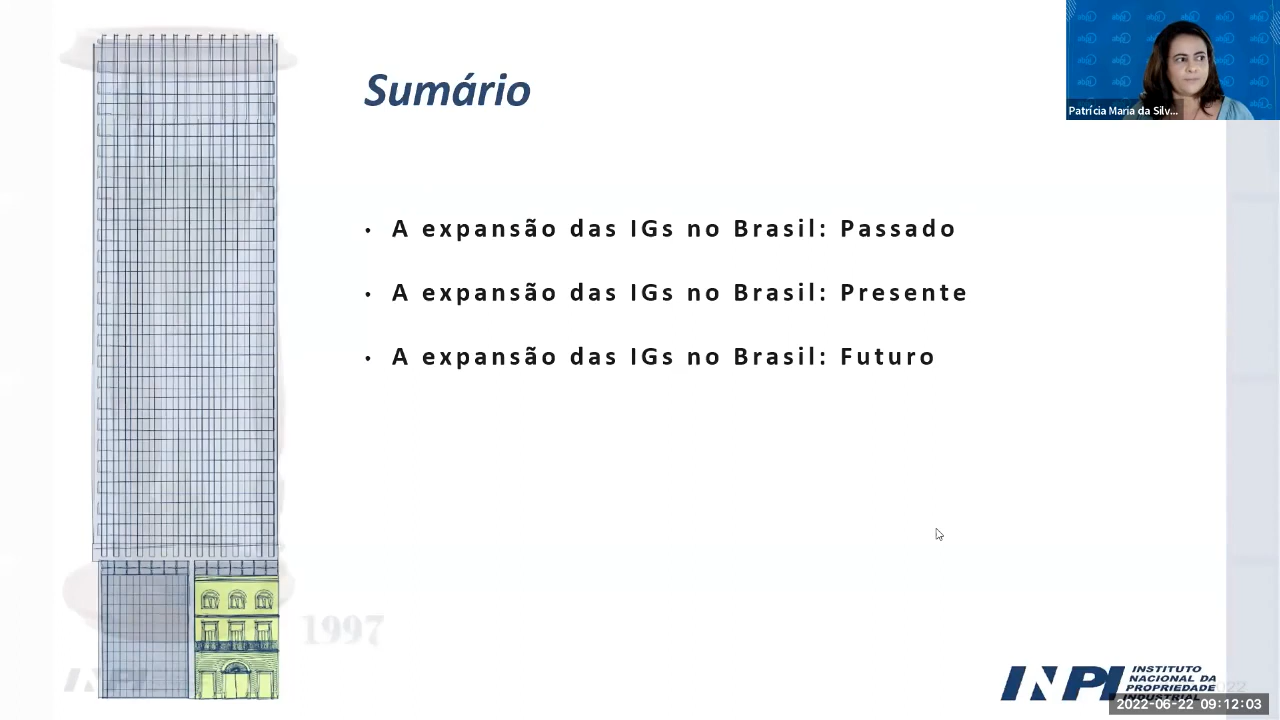 Sumário
Patrícia Maria da Silv...
• A expansão das IGs no Brasil: Passado
• A expansão das IGs no Brasil: Presente
• A expansão das IGs no Brasil: Futuro
1997
INPI
INSTITUTO
NACIONAL DA
PROPRIEDADE
INDUSTRIAL
2022-06-22 09:12:03